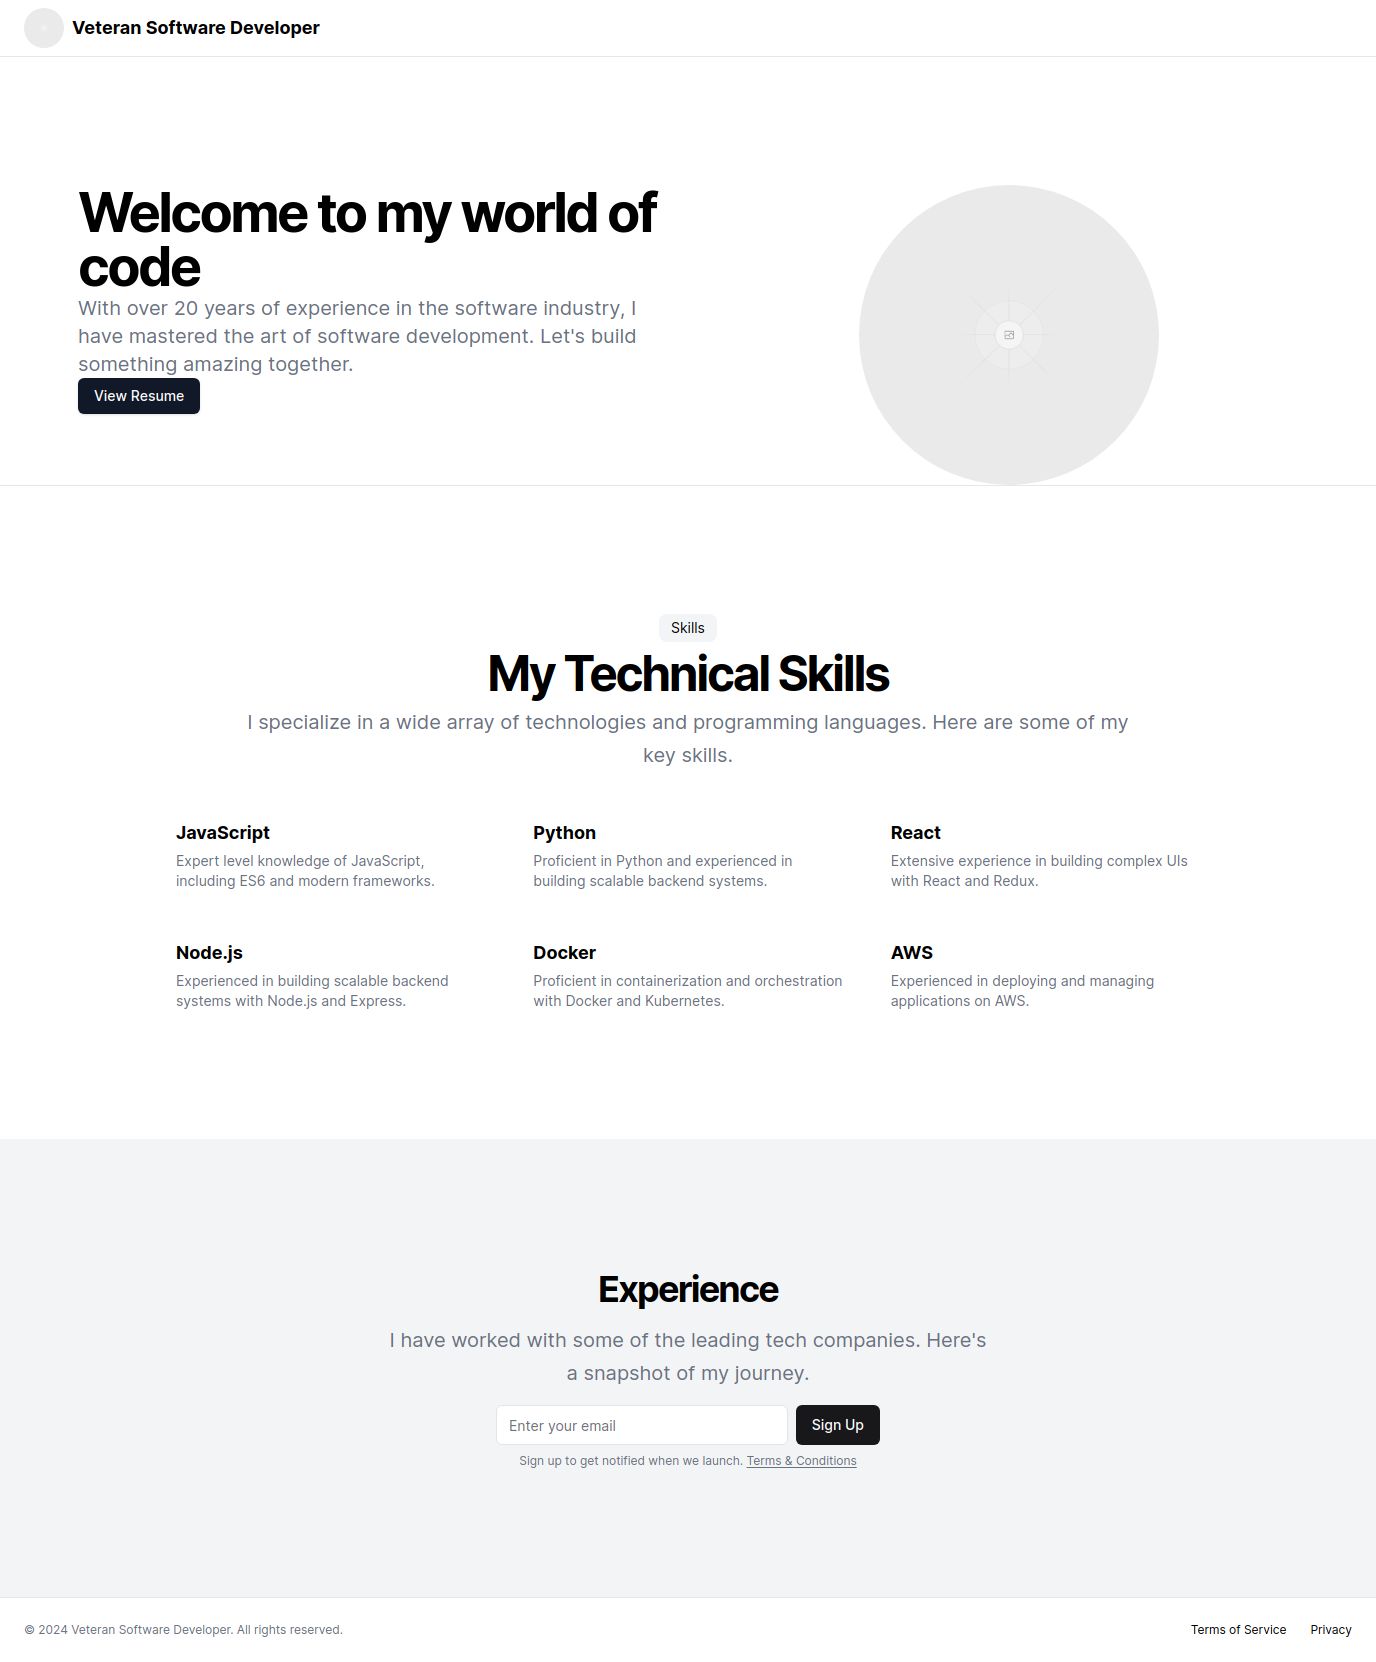 Veteran Software Developer
Welcome to my world of
code
With over 20 years of experience in the software industry, I
have mastered the art of software development. Let's build
something amazing together.
View Resume
Skills
My Technical Skills
I specialize in a wide array of technologies and programming languages. Here are some of my
key skills.
JavaScript
Expert level knowledge of JavaScript,
including ES6 and modern frameworks.
Python
Proficient in Python and experienced in
building scalable backend systems.
React
Extensive experience in building complex UIs
with React and Redux.
Node.js
Experienced in building scalable backend
systems with Node.js and Express.
Docker
Proficient in containerization and orchestration
with Docker and Kubernetes.
AWS
Experienced in deploying and managing
applications on AWS.
Experience
I have worked with some of the leading tech companies. Here's
a snapshot of my journey.
Enter your email
Sign Up
Sign up to get notified when we launch. Terms & Conditions
© 2024 Veteran Software Developer. All rights reserved.
Terms of Service
Privacy